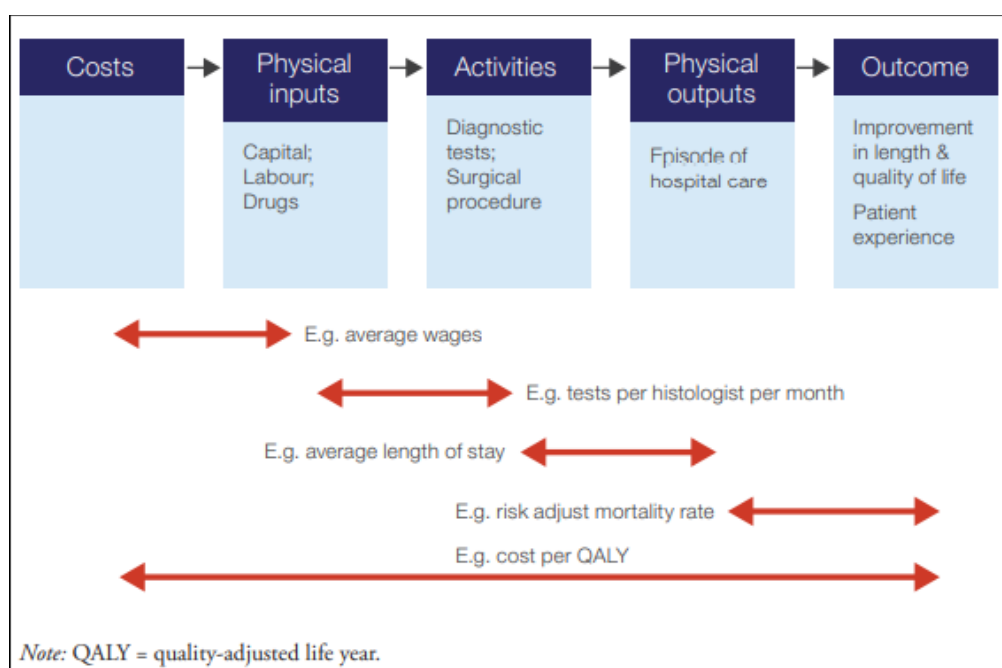 Costs
Physical
inputs
Activities
Physical
outputs
Outcome
Capital;
Labour;
Drugs
Diagnostic
tests;
Surgical
procedure
Episode of
hospital care
Improvement
in length &
quality of life
Patient
experience
E.g. average wages
E.g. tests per histologist per month
E.g. average length of stay
E.g. risk adjust mortality rate
E.g. cost per QALY
Note: QALY = quality-adjusted life year.